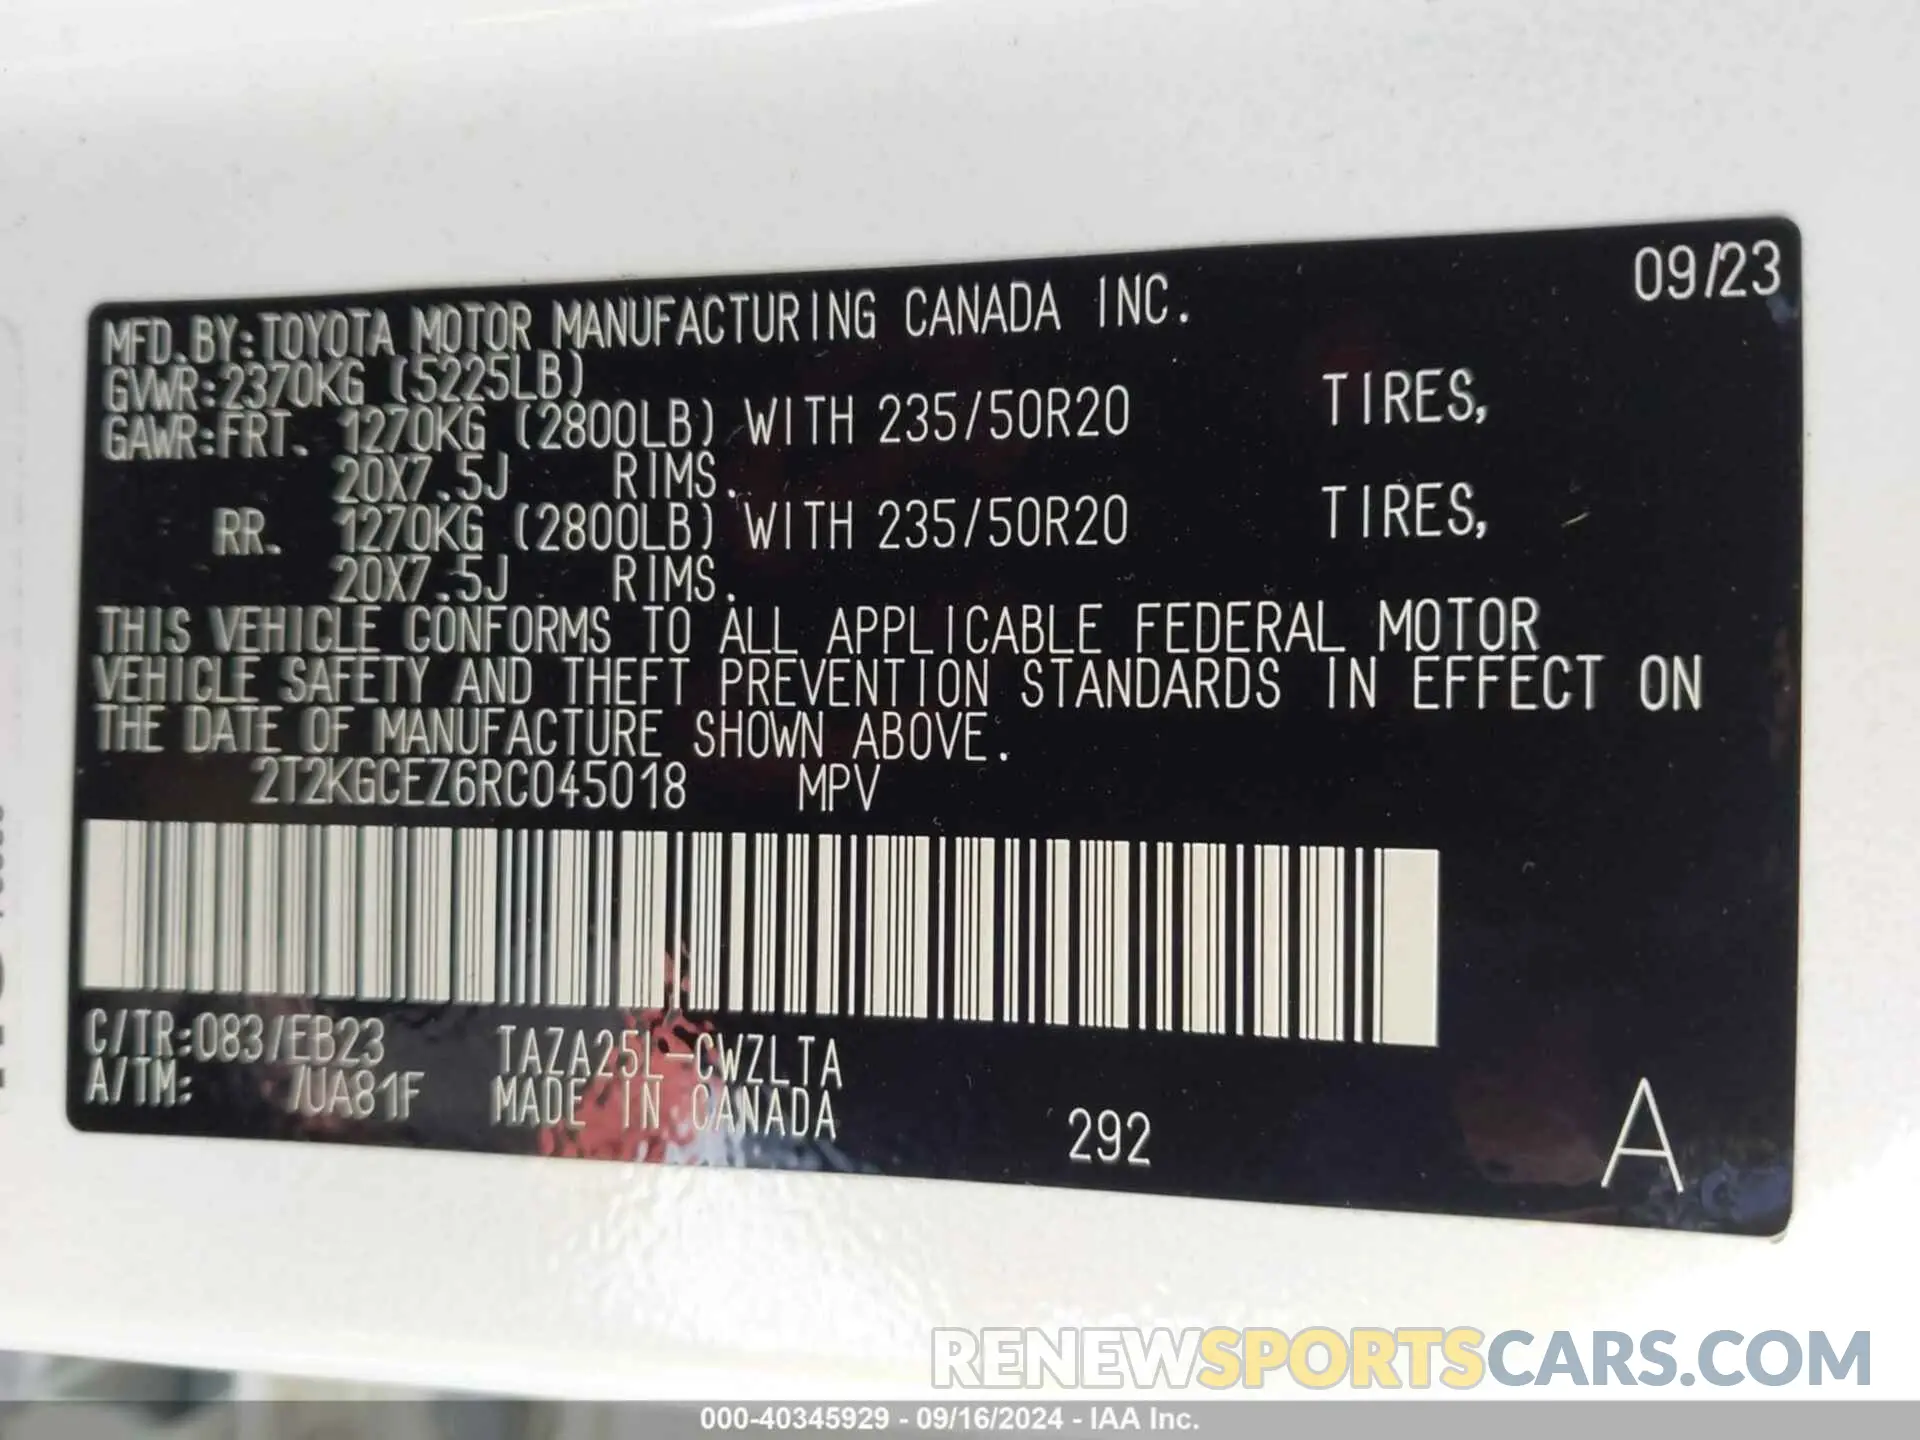 09/23
MFD.BY:TOYOTA MOTOR MANUFACTURING CANADA INC.
GVWR:2370KG (5225LB)
GAWR:FRT. 1270KG (2800LB) WITH 235/50R20 TIRES,
20X7.5J RIMS.
RR. 1270KG (2800LB) WITH 235/50R20 TIRES,
20X7.5J RIMS.
THIS VEHICLE CONFORMS TO ALL APPLICABLE FEDERAL MOTOR
VEHICLE SAFETY AND THEFT PREVENTION STANDARDS IN EFFECT ON
THE DATE OF MANUFACTURE SHOWN ABOVE.
2T2KGCEZ6RC045018 MPV
C/TR:083/EB23 TAZA25L-CWZLTA
A/TM: /UA81F MADE IN CANADA
292 A
RENEWSPORTSCARS.COM
000-40345929 - 09/16/2024 - IAA Inc.